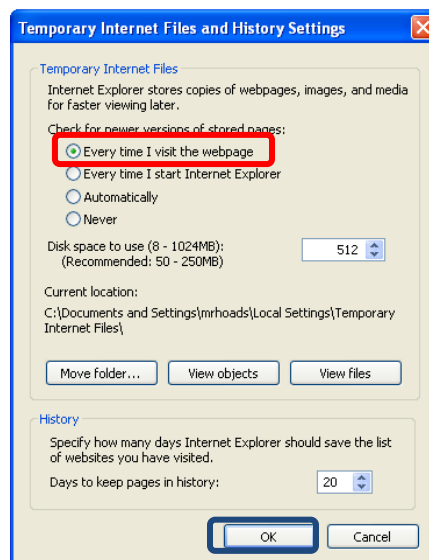 Temporary Internet Files and History Settings
Temporary Internet Files
Internet Explorer stores copies of webpages, images, and media
for faster viewing later.
Check for newer versions of stored pages:
Every time I visit the webpage
Every time I start Internet Explorer
Automatically
Never
Disk space to use (8 - 1024MB):
512
(Recommended: 50 - 250MB)
Current location:
C:\Documents and Settings\mrhoads\Local Settings\Temporary
Internet Files\
Move folder... View objects View files
History
Specify how many days Internet Explorer should save the list
of websites you have visited.
Days to keep pages in history: 20
OK Cancel